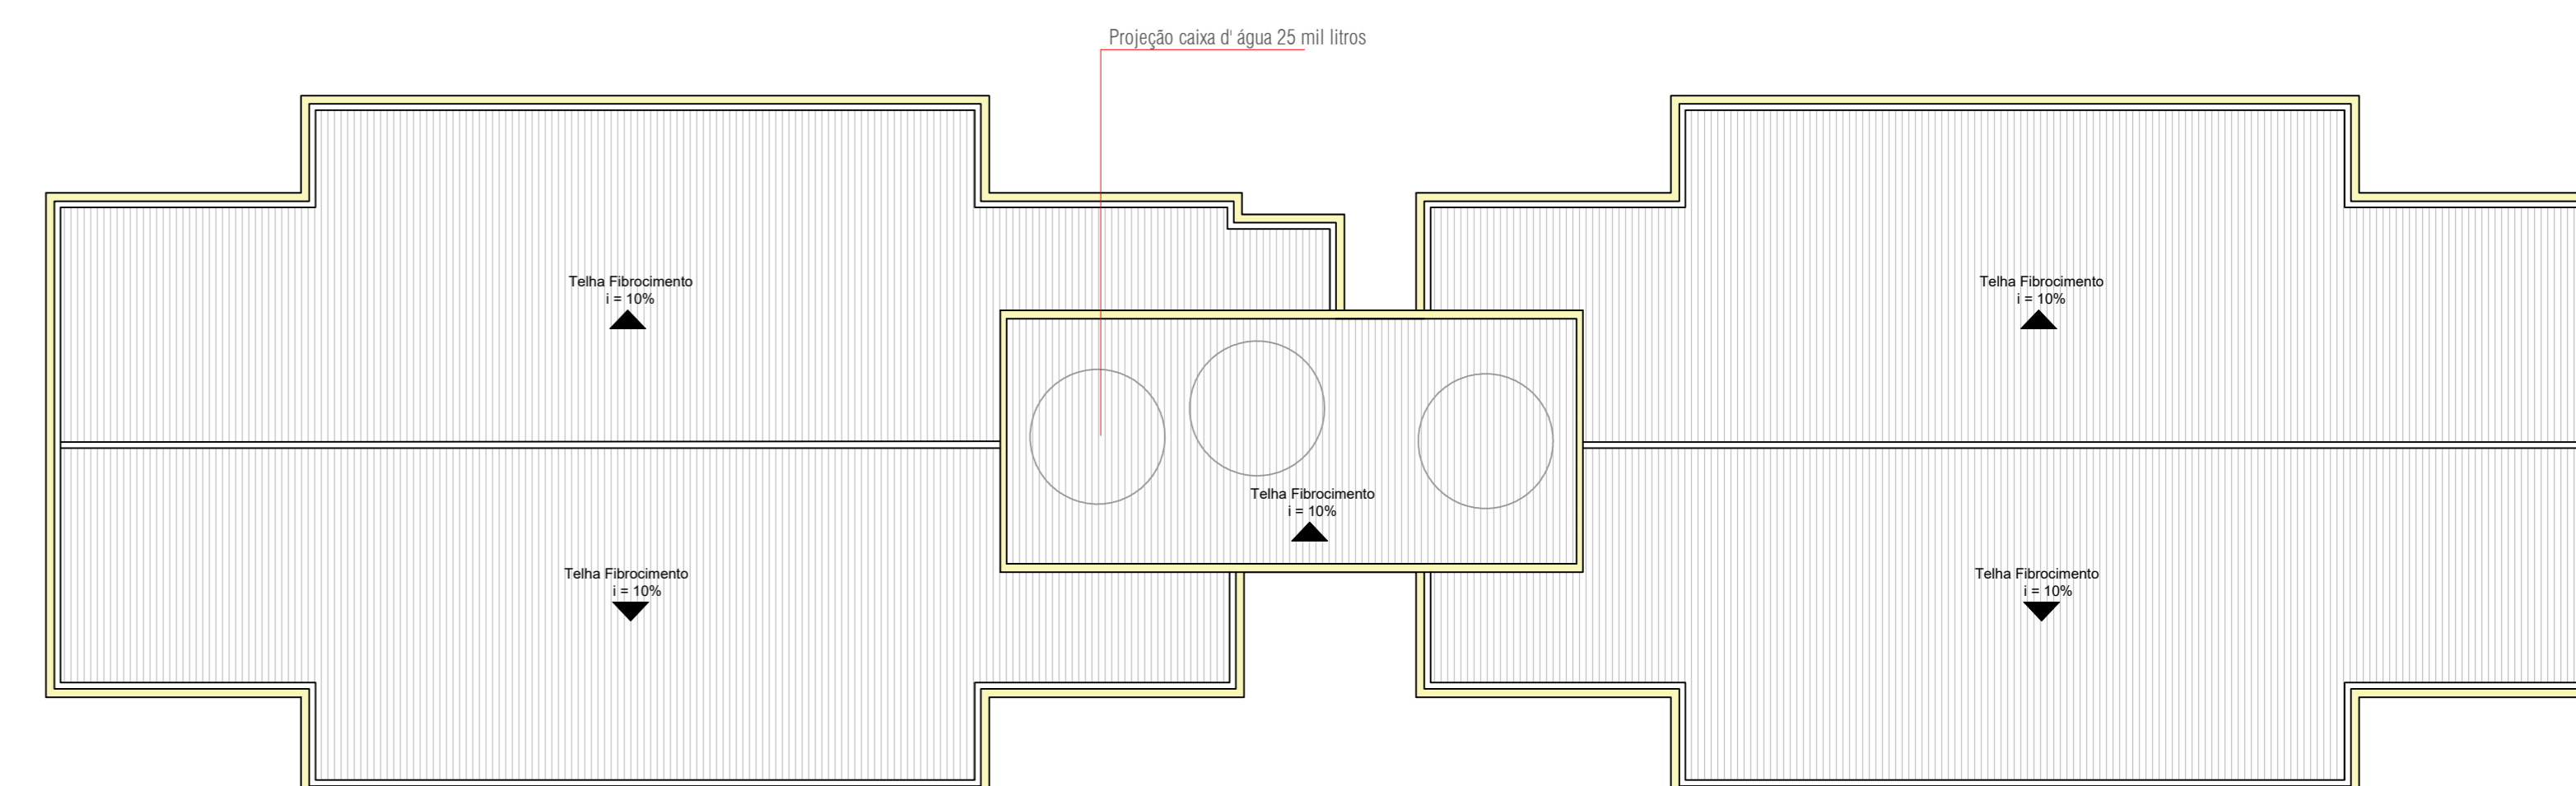 Projeção caixa d' água 25 mil litros
Telha Fibrocimento
i = 10%
Telha Fibrocimento
i = 10%
Telha Fibrocimento
i = 10%
Telha Fibrocimento
i = 10%
Telha Fibrocimento
i = 10%